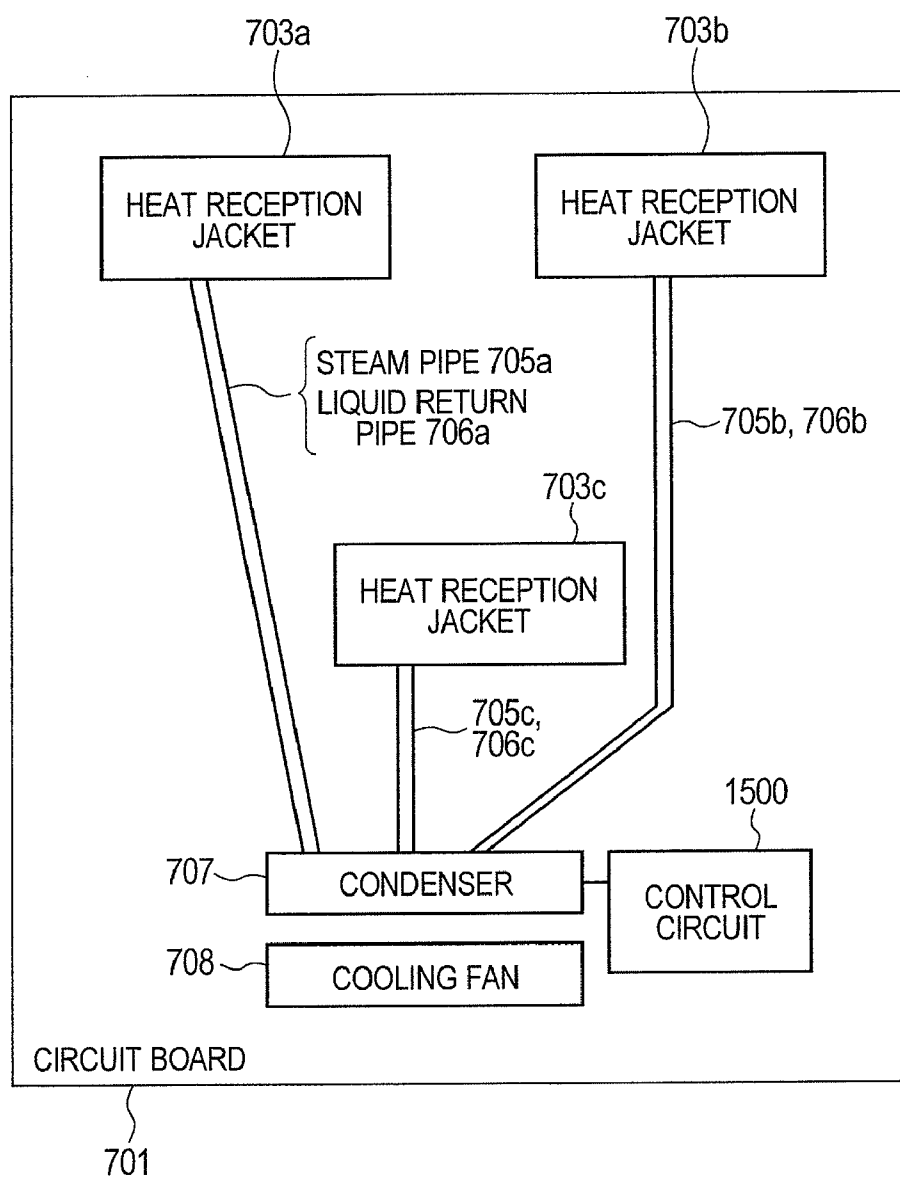 703a
703b
HEAT RECEPTION
JACKET
HEAT RECEPTION
JACKET
STEAM PIPE 705a
LIQUID RETURN
PIPE 706a
705b, 706b
703c
HEAT RECEPTION
JACKET
705c,
706c
1500
707
CONDENSER
CONTROL
CIRCUIT
708
COOLING FAN
CIRCUIT BOARD
701